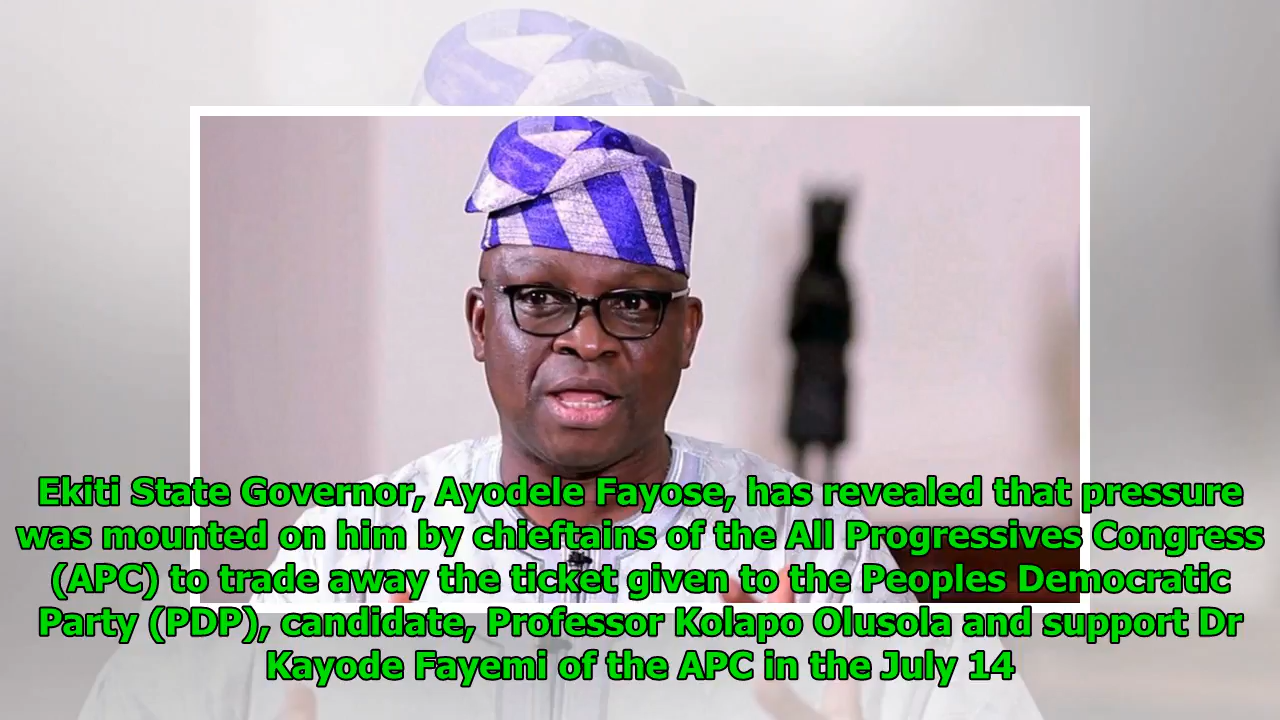 Ekiti State Governor, Ayodele Fayose, has revealed that pressure
was mounted on him by chieftains of the All Progressives Congress
(APC) to trade away the ticket given to the Peoples Democratic
Party (PDP), candidate, Professor Kolapo Olusola and support Dr
Kayode Fayemi of the APC in the July 14